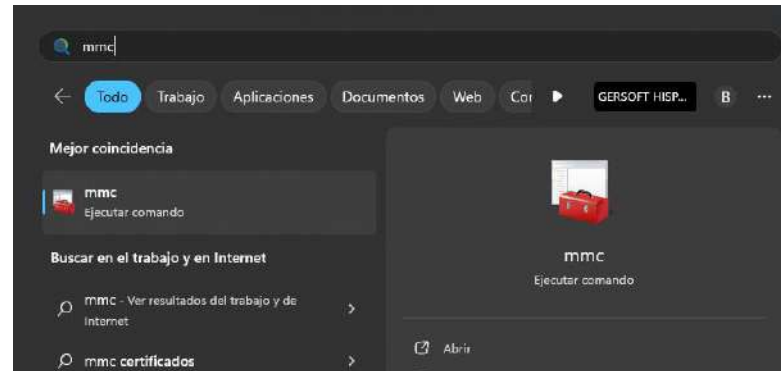 mmc
Todo Trabajo Aplicaciones Documentos Web Cor GERSOFT HISP... B ...
Mejor coincidencia
mmc
Ejecutar comando
Buscar en el trabajo y en Internet
mmc - Ver resultados del trabajo y de
Internet
mmc certificados
mmc
Ejecutar comando
Abrir